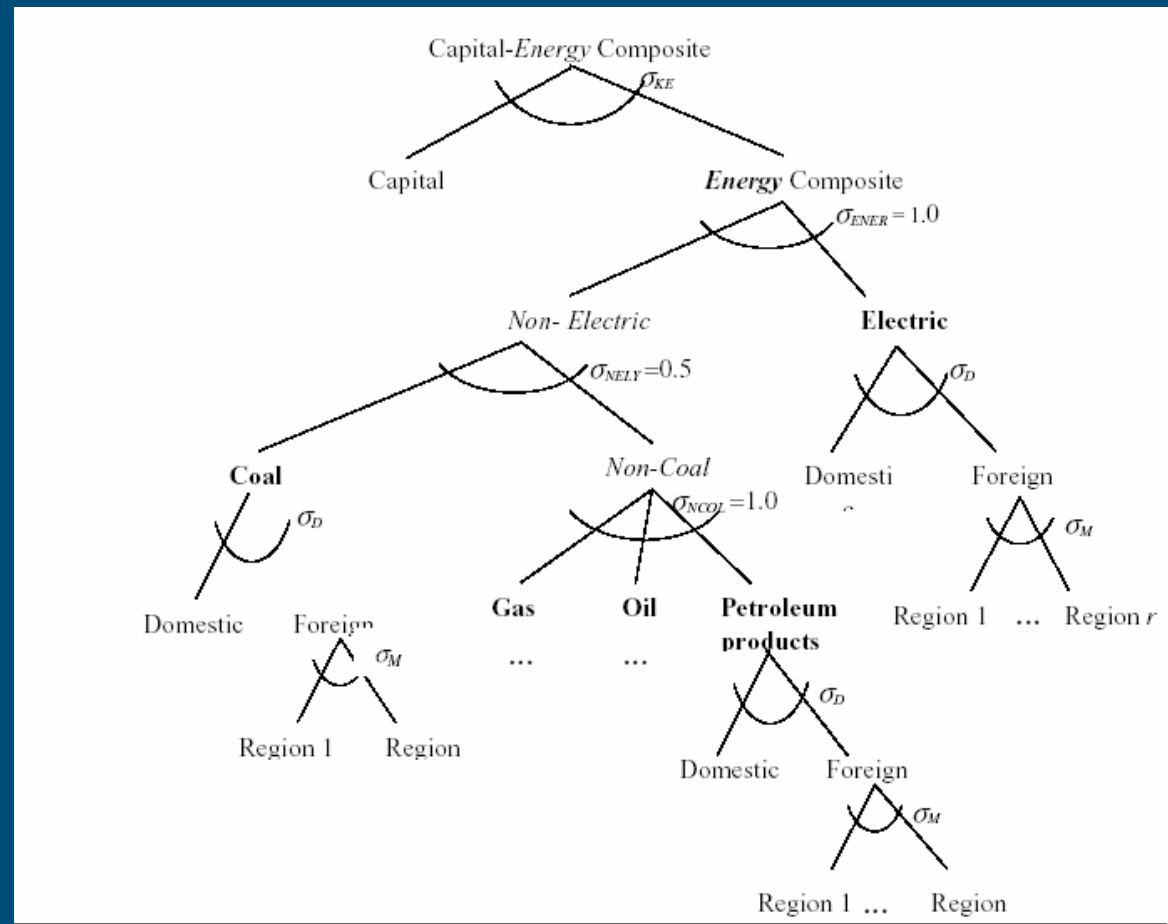 Capital-Energy Composite
σKE
Capital
Energy Composite
σENER = 1.0
Non- Electric
Electric
σNELY=0.5
σD
Coal
Non-Coal
Domesti
Foreign
σNCOL=1.0
σD
σM
Gas
Oil
Petroleum
products
Region 1 ... Region r
Domestic
Foreign
...
...
σM
σD
Region 1
Region
Domestic
Foreign
σM
Region 1 ... Region